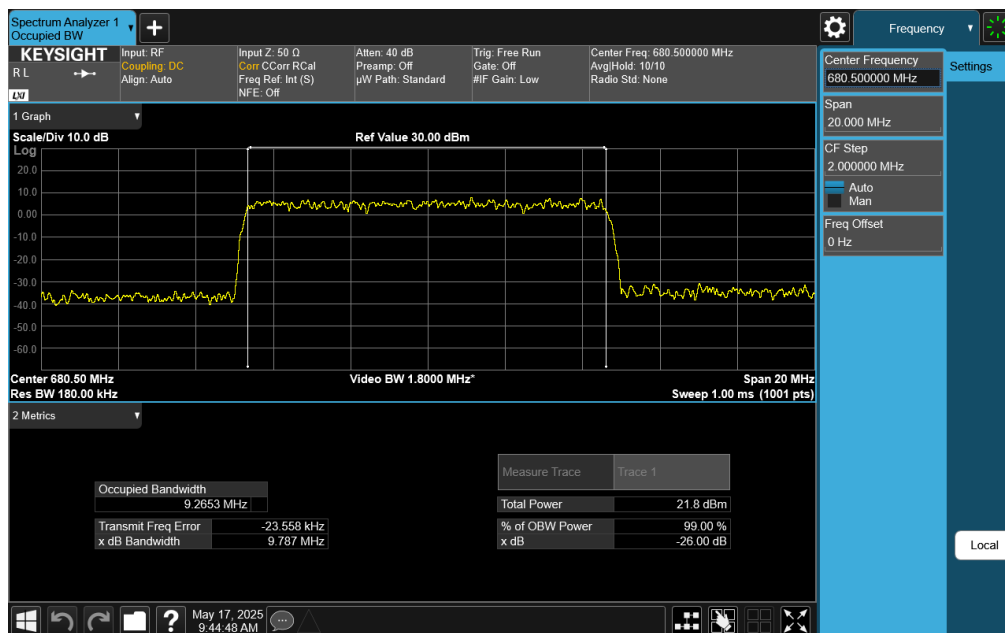 Spectrum Analyzer 1
Occupied BW
+
Frequency
KEYSIGHT
R L
LXI
Input: RF
Coupling: DC
Align: Auto
Input Z: 50 Ω
Corr CCorr RCal
Freq Ref: Int (S)
NFE: Off
Atten: 40 dB
Preamp: Off
µW Path: Standard
Trig: Free Run
Gate: Off
#IF Gain: Low
Center Freq: 680.500000 MHz
Avg|Hold: 10/10
Radio Std: None
Center Frequency
680.500000 MHz
Settings
Span
20.000 MHz
CF Step
2.000000 MHz
Auto
Man
Freq Offset
0 Hz
Local
1 Graph
Scale/Div 10.0 dB
Ref Value 30.00 dBm
Log
20.0
10.0
0.00
-10.0
-20.0
-30.0
-40.0
-50.0
-60.0
Center 680.50 MHz
Video BW 1.8000 MHz*
Span 20 MHz
Res BW 180.00 kHz
Sweep 1.00 ms (1001 pts)
2 Metrics
Measure Trace
Trace 1
Occupied Bandwidth
9.2653 MHz
Total Power
21.8 dBm
Transmit Freq Error
-23.558 kHz
% of OBW Power
99.00 %
x dB Bandwidth
9.787 MHz
x dB
-26.00 dB
?
May 17, 2025
9:44:48 AM